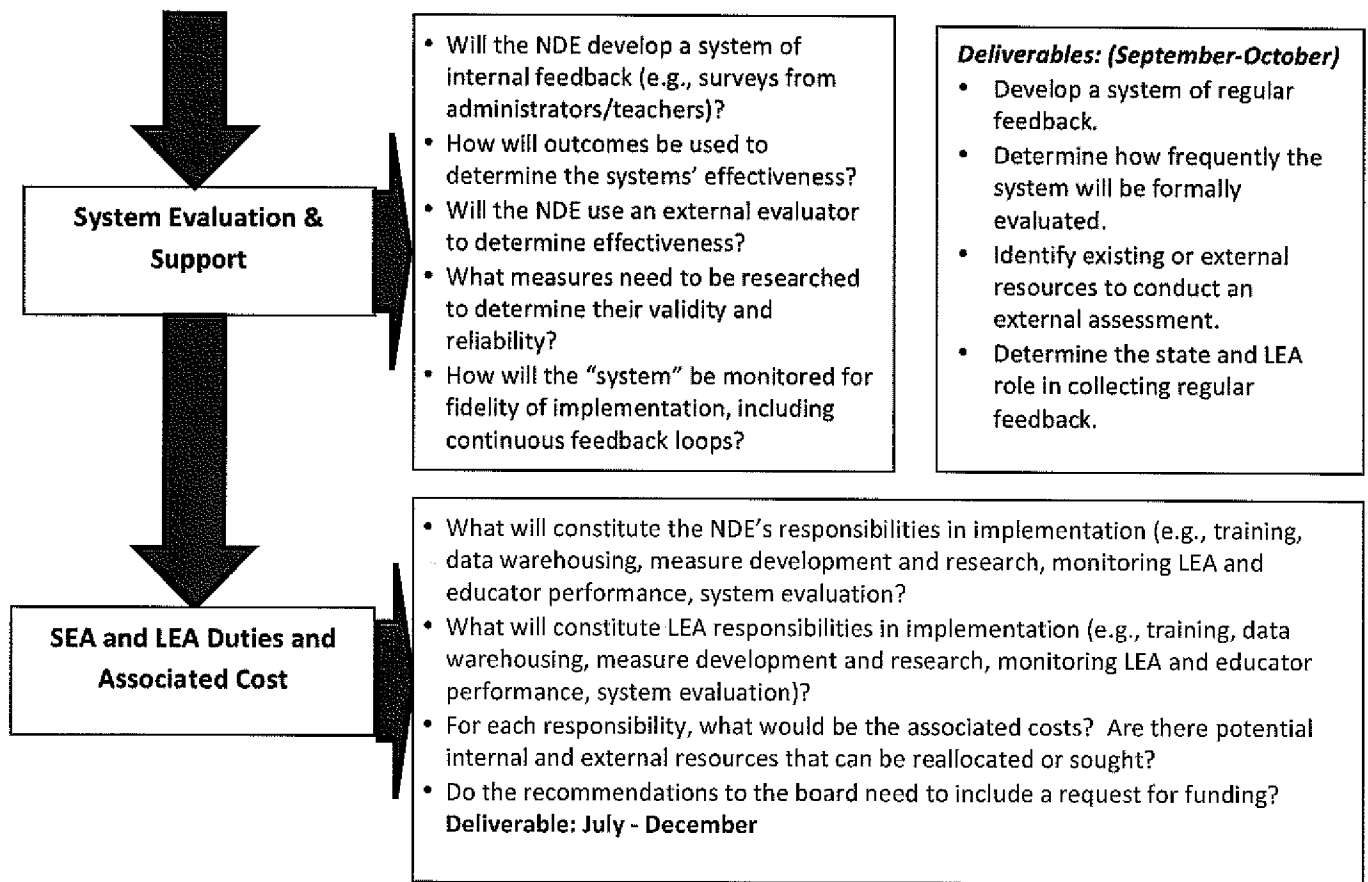 System Evaluation &
Support
• Will the NDE develop a system of
internal feedback (e.g., surveys from
administrators/teachers)?
• How will outcomes be used to
determine the systems' effectiveness?
• Will the NDE use an external evaluator
to determine effectiveness?
• What measures need to be researched
to determine their validity and
reliability?
• How will the "system" be monitored for
fidelity of implementation, including
continuous feedback loops?
Deliverables: (September-October)
• Develop a system of regular
feedback.
• Determine how frequently the
system will be formally
evaluated.
• Identify existing or external
resources to conduct an
external assessment.
• Determine the state and LEA
role in collecting regular
feedback.
SEA and LEA Duties and
Associated Cost
• What will constitute the NDE's responsibilities in implementation (e.g., training,
data warehousing, measure development and research, monitoring LEA and
educator performance, system evaluation?
• What will constitute LEA responsibilities in implementation (e.g., training, data
warehousing, measure development and research, monitoring LEA and educator
performance, system evaluation)?
• For each responsibility, what would be the associated costs?  Are there potential
internal and external resources that can be reallocated or sought?
• Do the recommendations to the board need to include a request for funding?
Deliverable: July - December